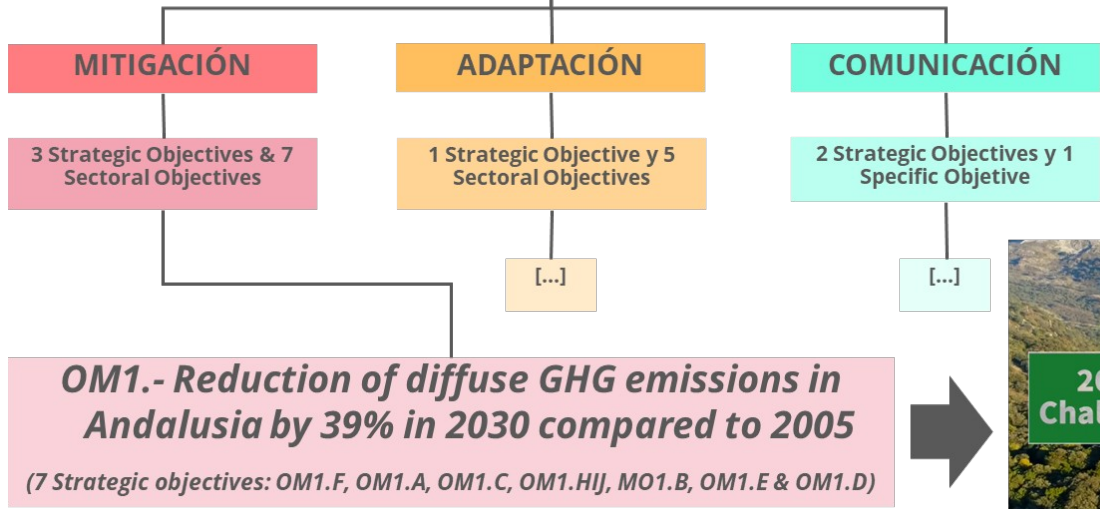 MITIGACIÓN
ADAPTACIÓN
COMUNICACIÓN
3 Strategic Objectives & 7
Sectoral Objectives
1 Strategic Objective y 5
Sectoral Objectives
2 Strategic Objectives y 1
Specific Objetive
[...]
[...]
OM1.- Reduction of diffuse GHG emissions in
Andalusia by 39% in 2030 compared to 2005
(7 Strategic objectives: OM1.F, OM1.A, OM1.C, OM1.HIJ, MO1.B, OM1.E & OM1.D)